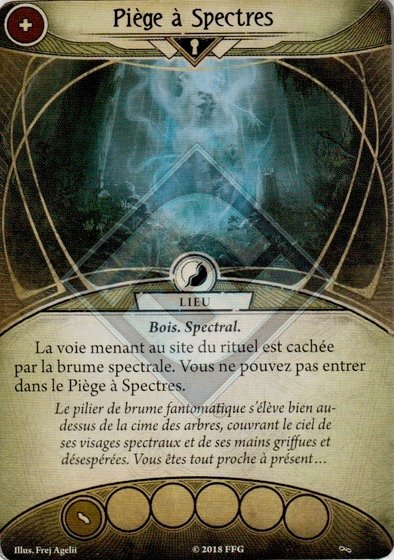 Piège à Spectres
LIEU
Bois. Spectral.
La voie menant au site du rituel est cachée
par la brume spectrale. Vous ne pouvez pas entrer
dans le Piège à Spectres.
Le pilier de brume fantomatique s'élève bien au-
dessus de la cime des arbres, couvrant le ciel de
ses visages spectraux et de ses mains griffues et
désespérées. Vous êtes tout proche à présent…
Illus. Frej Agelii
© 2018 FFG